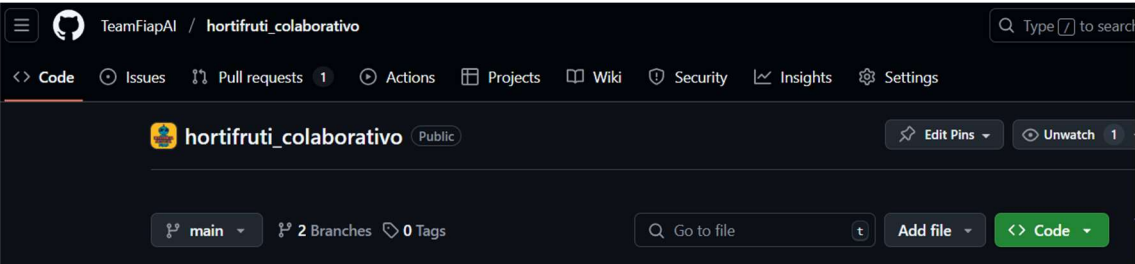 TeamFiapAI / hortifruti_colaborativo Type / to search
Code Issues Pull requests 1 Actions Projects Wiki Security Insights Settings
hortifruti_colaborativo Public Edit Pins Unwatch 1
main 2 Branches 0 Tags Go to file t Add file <> Code